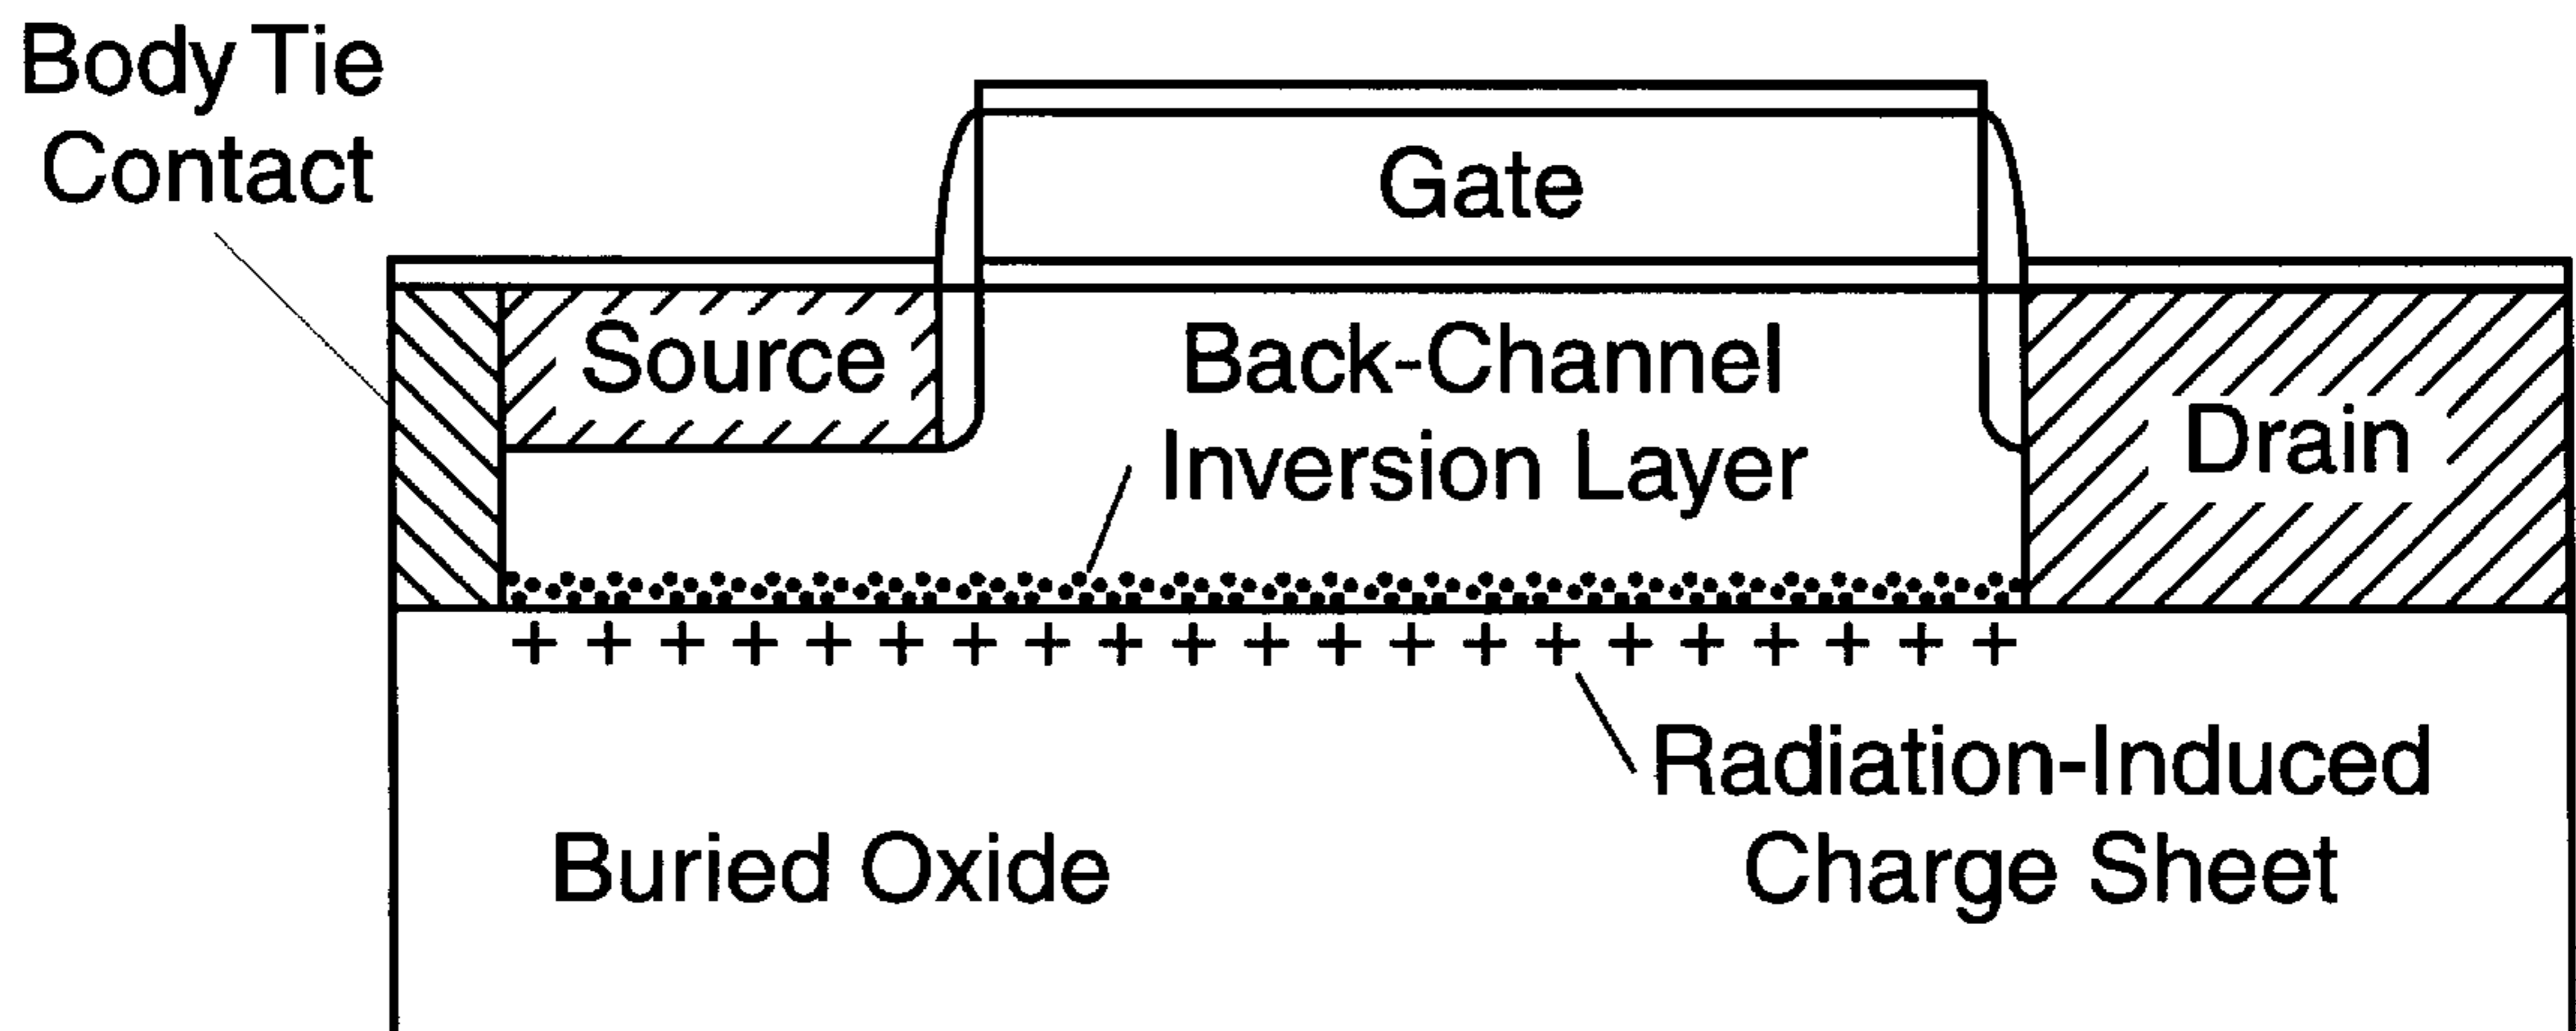 Body Tie
Contact
Gate
Source
Back-Channel
Inversion Layer
Drain
+ + + + + + + + + + + + + + + + + + + + +
Radiation-Induced
Charge Sheet
Buried Oxide